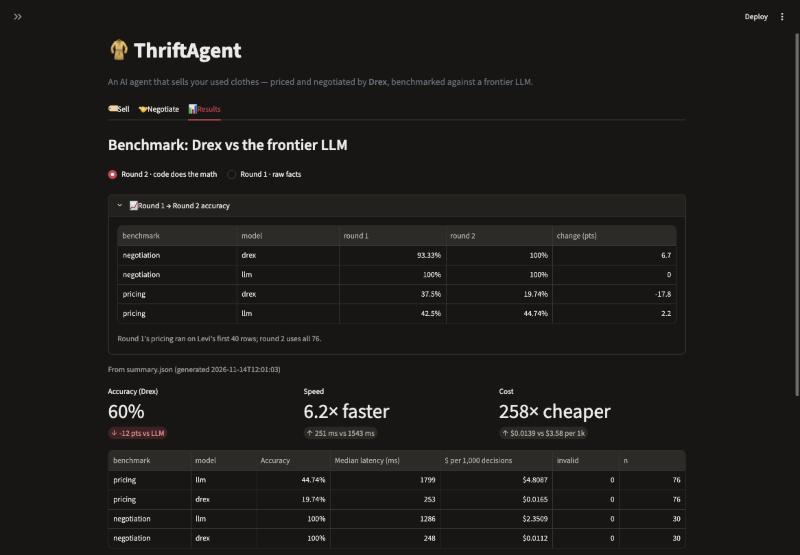 Deploy
ThriftAgent
An AI agent that sells your used clothes — priced and negotiated by Drex, benchmarked against a frontier LLM.
Sell Negotiate Results
Benchmark: Drex vs the frontier LLM
Round 2 · code does the math Round 1 · raw facts
Round 1 → Round 2 accuracy
benchmark model round 1 round 2 change (pts)
negotiation drex 93.33% 100% 6.7
negotiation llm 100% 100% 0
pricing drex 37.5% 19.74% -17.8
pricing llm 42.5% 44.74% 2.2
Round 1's pricing ran on Levi's first 40 rows; round 2 uses all 76.
From summary.json (generated 2026-11-14T12:01:03)
Accuracy (Drex) Speed Cost
60% 6.2× faster 258× cheaper
↓ -12 pts vs LLM ↑ 251 ms vs 1543 ms ↑ $0.0139 vs $3.58 per 1k
benchmark model Accuracy Median latency (ms) $ per 1,000 decisions invalid n
pricing llm 44.74% 1799 $4.8087 0 76
pricing drex 19.74% 253 $0.0165 0 76
negotiation llm 100% 1286 $2.3509 0 30
negotiation drex 100% 248 $0.0112 0 30